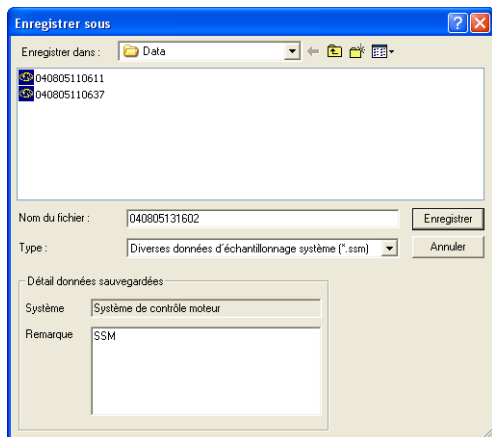 Enregistrer sous
Enregistrer dans :
Data
040805110611
040805110637
Nom du fichier :
040805131602
Enregistrer
Type :
Diverses données d'échantillonnage système (*.ssm)
Annuler
Détail données sauvegardées
Système
Système de contrôle moteur
Remarque
SSM